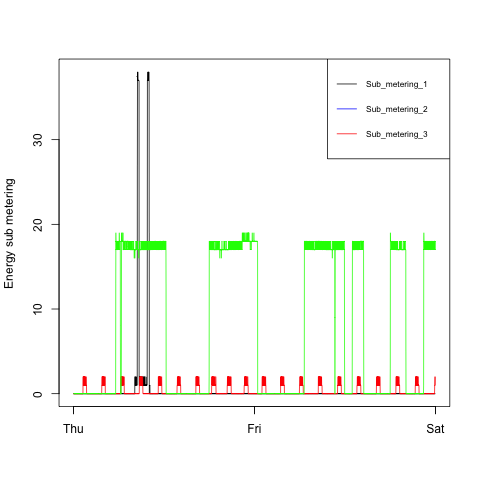 Sub_metering_1
Sub_metering_2
Sub_metering_3
Energy sub metering
30
20
10
0
Thu
Fri
Sat